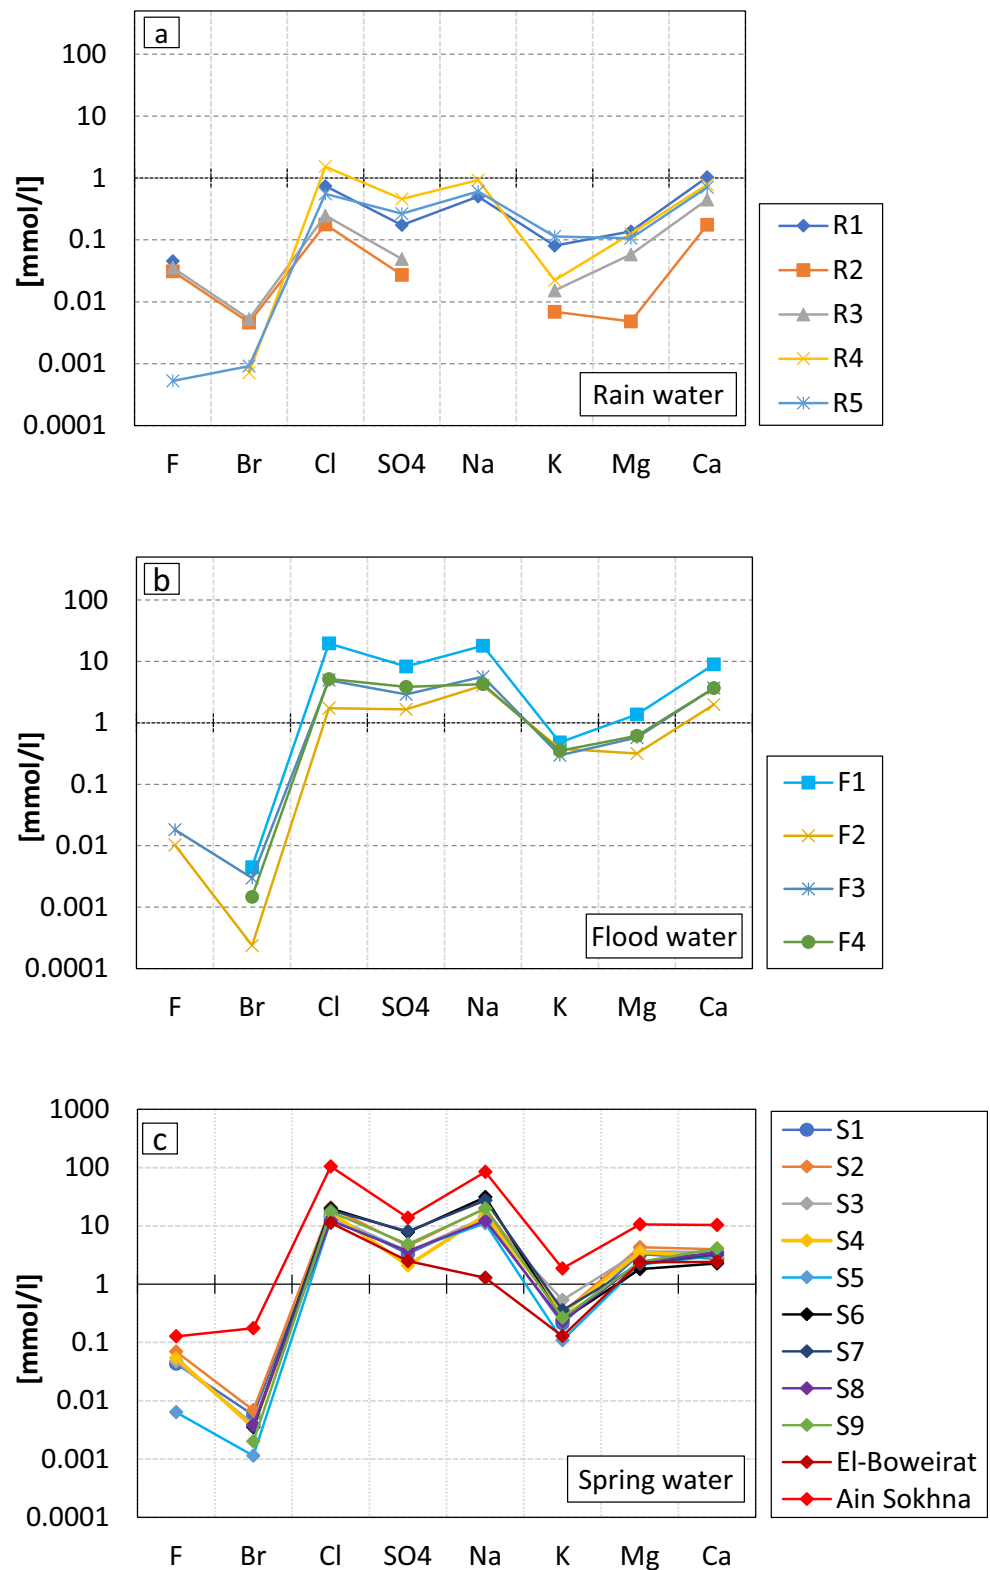 a
100
10
1
0.1
0.01
0.001
0.0001
[mmol/l]
F Br Cl SO4 Na K Mg Ca
Rain water
R1
R2
R3
R4
R5
b
100
10
1
0.1
0.01
0.001
0.0001
[mmol/l]
F Br Cl SO4 Na K Mg Ca
Flood water
F1
F2
F3
F4
c
1000
100
10
1
0.1
0.01
0.001
0.0001
[mmol/l]
F Br Cl SO4 Na K Mg Ca
Spring water
S1
S2
S3
S4
S5
S6
S7
S8
S9
El-Boweirat
Ain Sokhna